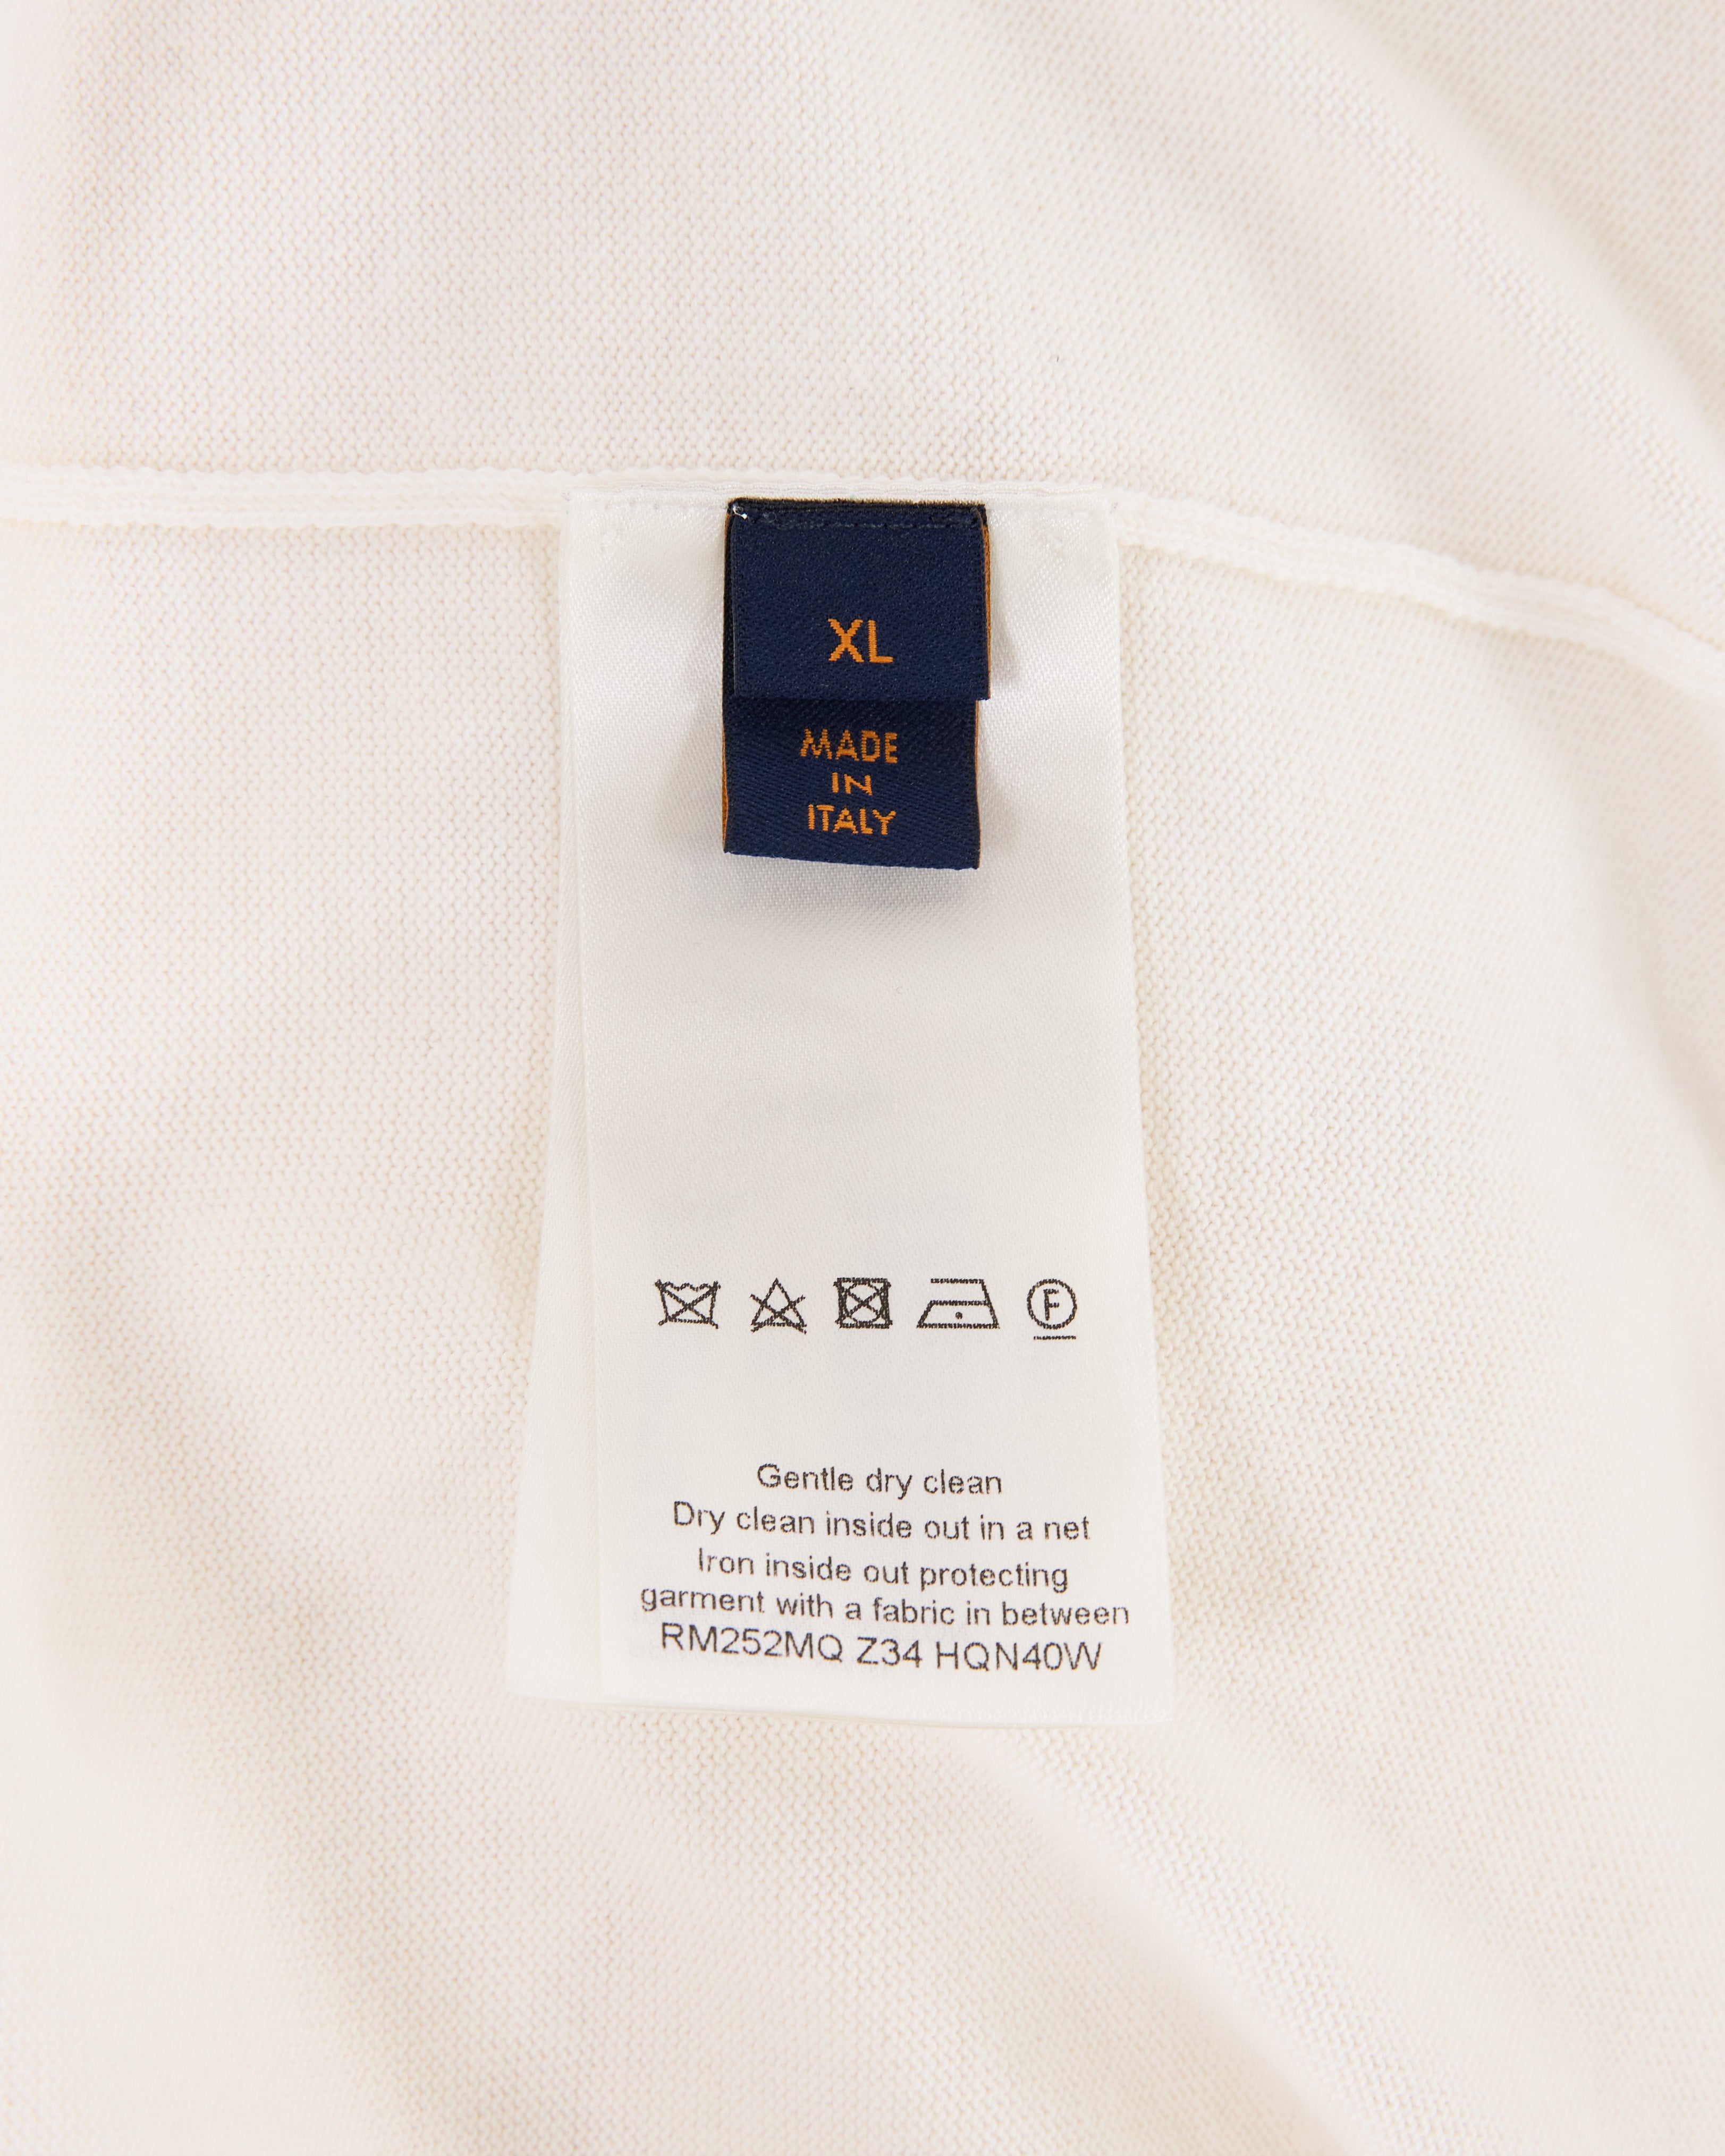 XL
MADE
IN
ITALY
F
Gentle dry clean
Dry clean inside out in a net
Iron inside out protecting
garment with a fabric in between
RM252MQ Z34 HQN40W